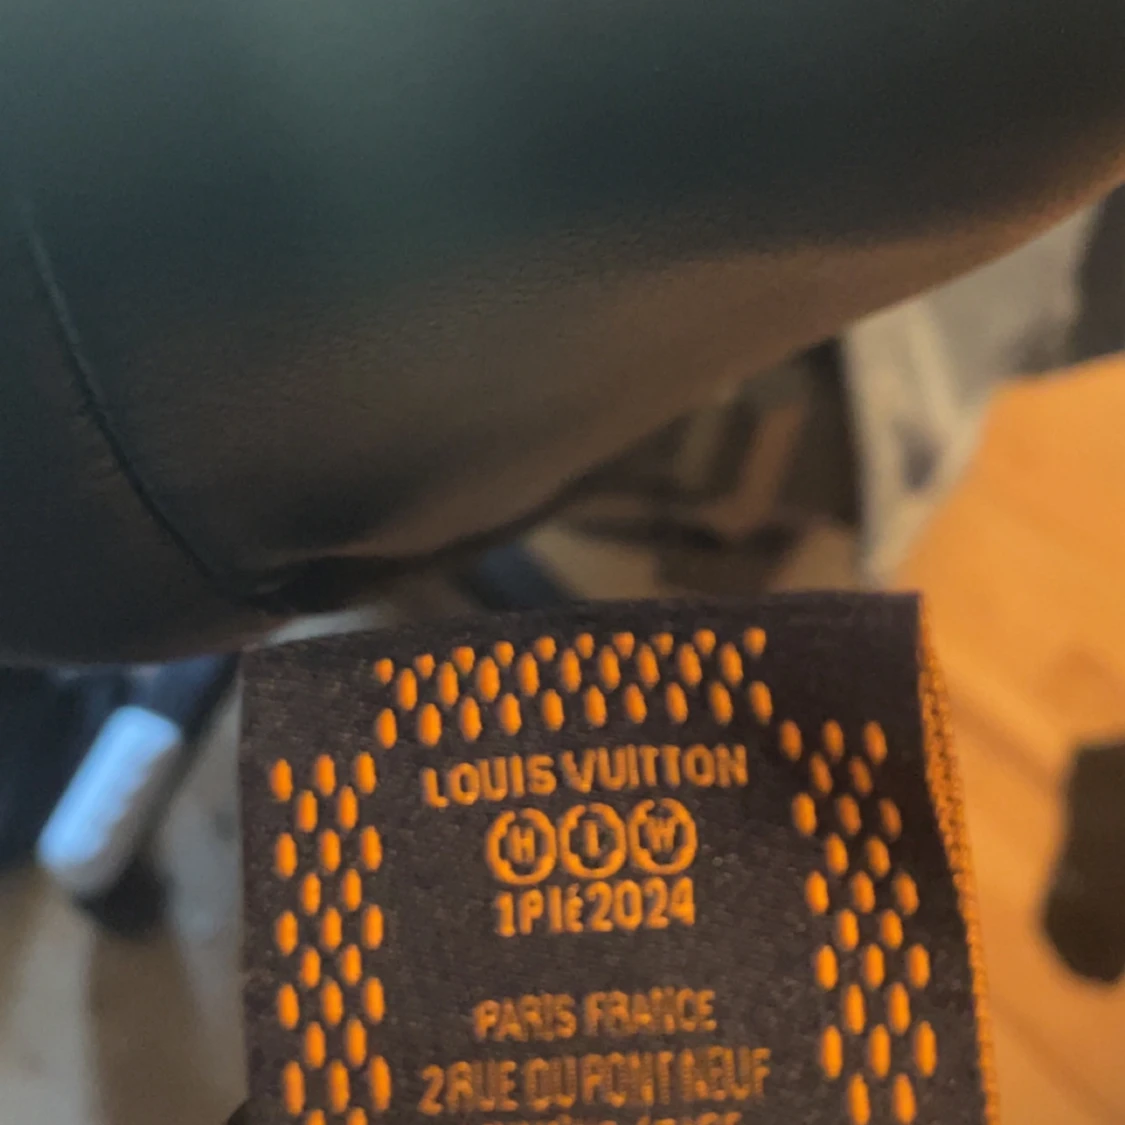 LOUIS VUITTON
H I W
1PIé2024
PARIS FRANCE
2 RUE DU PONT NEUF